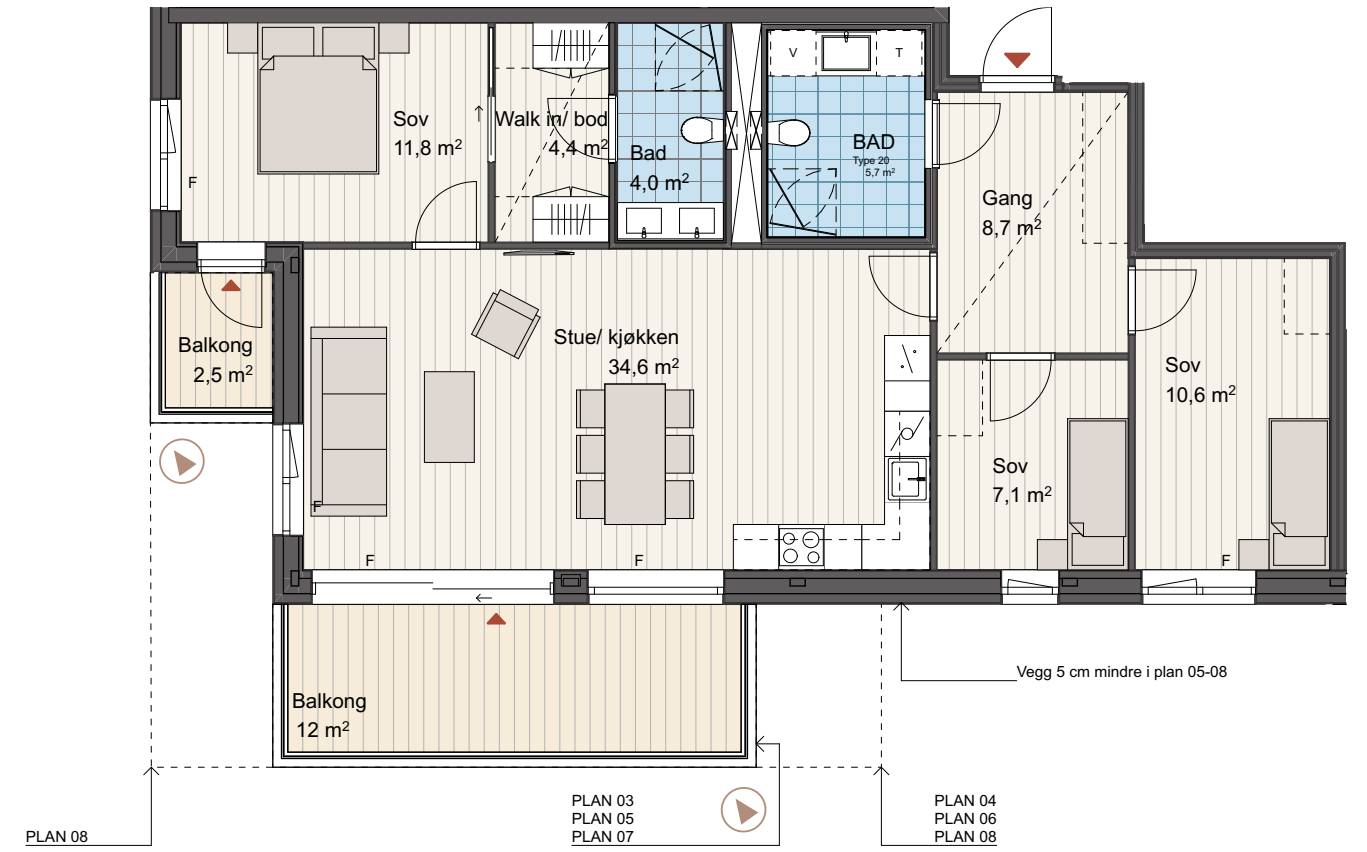 Sov
11,8 m²
F
Walk in/ bod
4,4 m²
Bad
4,0 m²
V
T
BAD
Type 20
5,7 m²
Gang
8,7 m²
Balkong
2,5 m²
Stue/ kjøkken
34,6 m²
Sov
10,6 m²
Sov
7,1 m²
F
F
F
F
Balkong
12 m²
Vegg 5 cm mindre i plan 05-08
PLAN 08
PLAN 03
PLAN 05
PLAN 07
PLAN 04
PLAN 06
PLAN 08